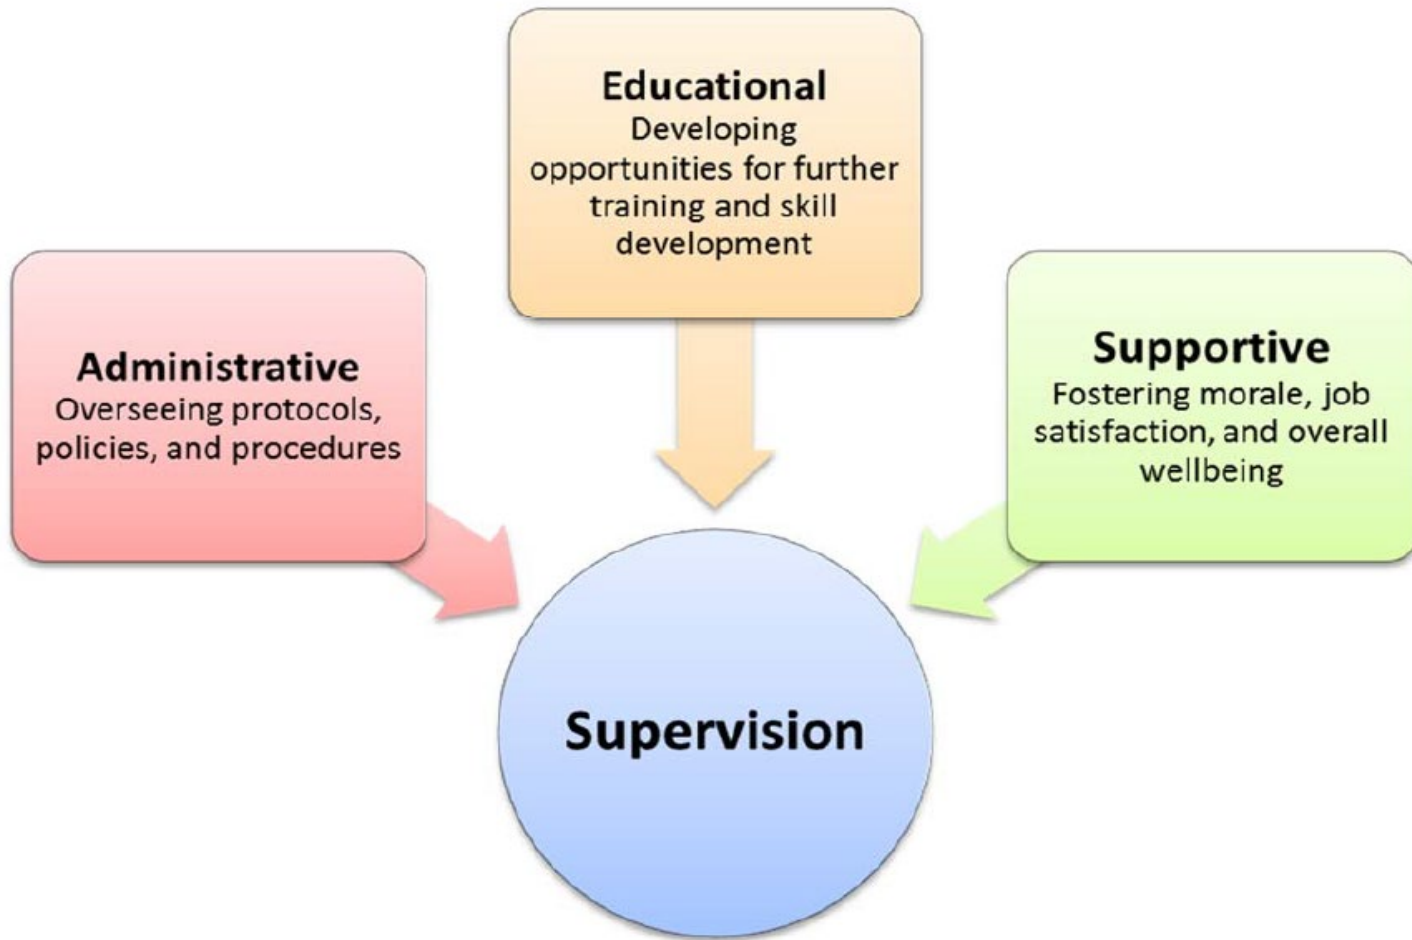 Educational
Developing
opportunities for further
training and skill
development
Administrative
Overseeing protocols,
policies, and procedures
Supportive
Fostering morale, job
satisfaction, and overall
wellbeing
Supervision